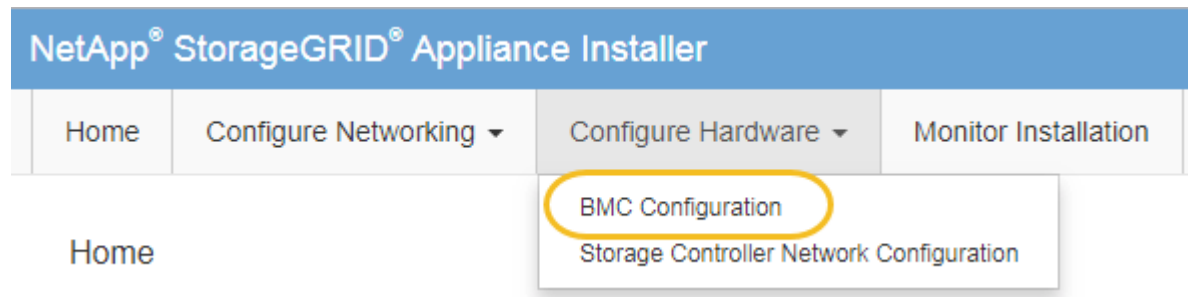 NetApp® StorageGRID® Appliance Installer
Home Configure Networking Configure Hardware Monitor Installation
BMC Configuration
Storage Controller Network Configuration
Home